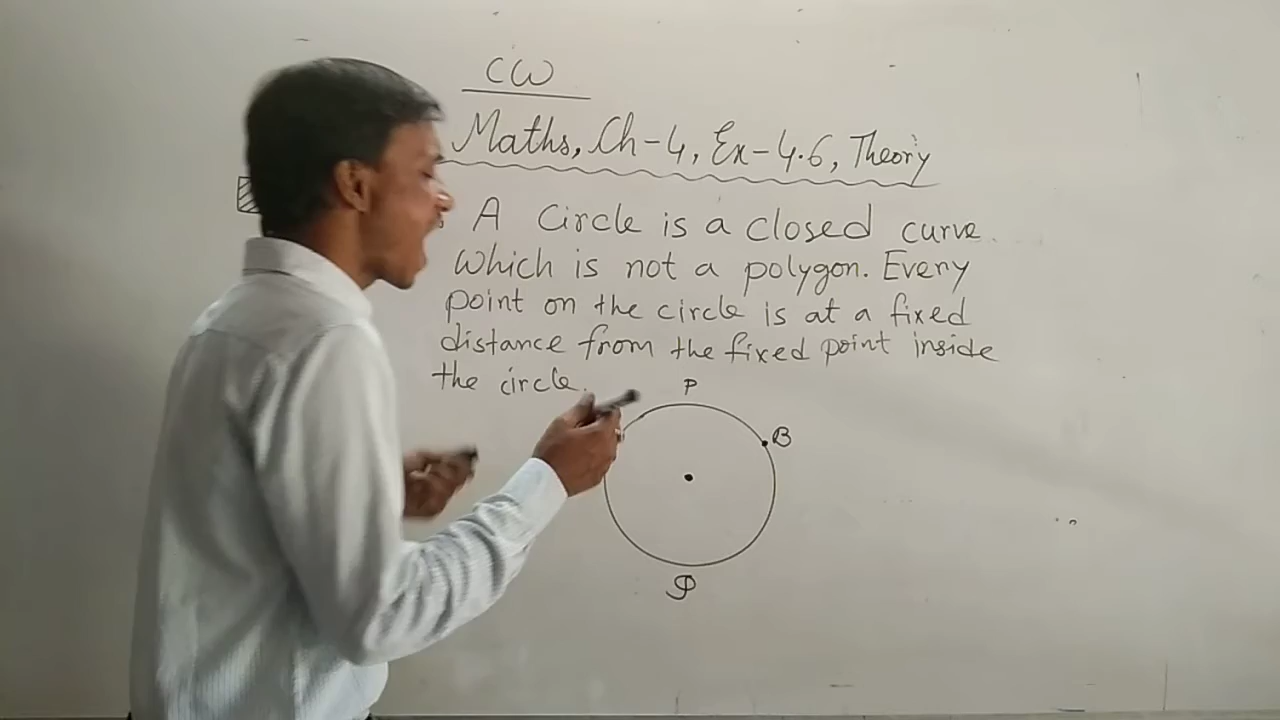 CW
Maths, Ch-4, Ex-4.6, Theory
A Circle is a closed curve.
Which is not a polygon. Every
point on the circle is at a fixed
distance from the fixed point inside
the circle.
P
B